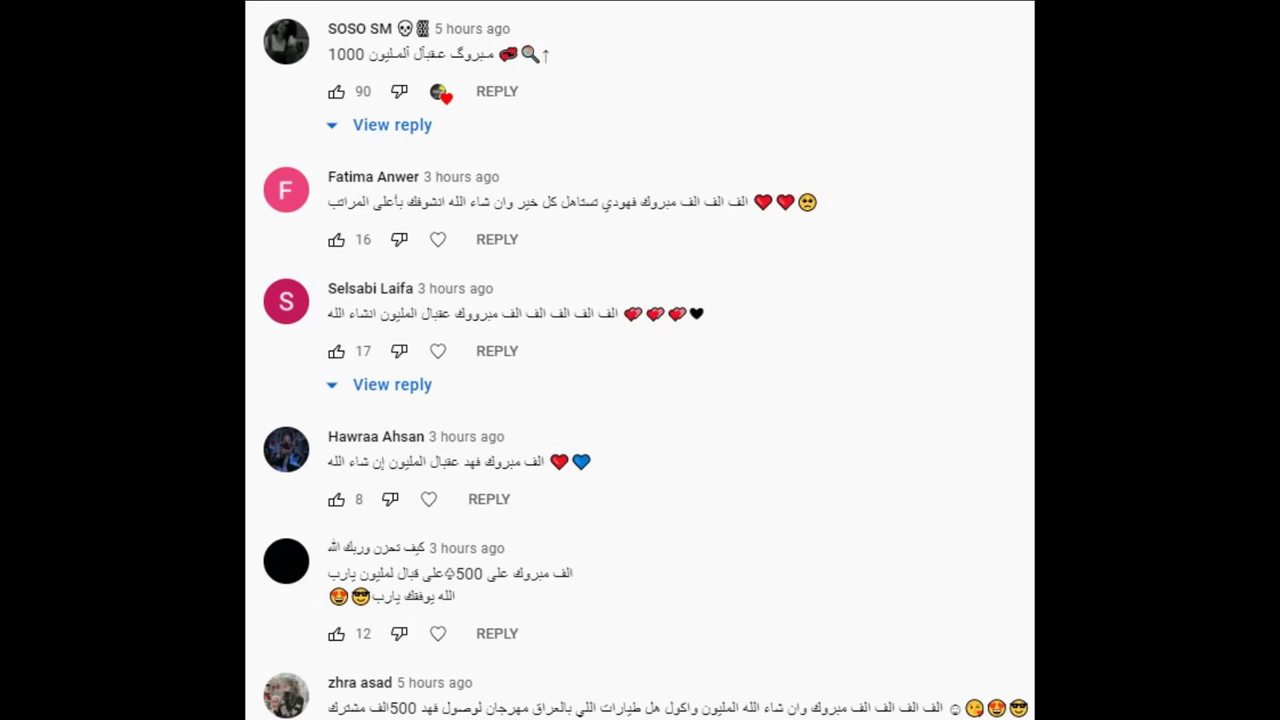 SOSO SM 💀⛓ 5 hours ago
مـبروگ عـقبآل آلمـليون 1000 💞🔍↑
90 REPLY
View reply
F
Fatima Anwer 3 hours ago
الف الف الف مبروك فهودي تستاهل كل خير وان شاء الله انشوفك بأعلى المراتب ❤️❤️🥺
16 REPLY
S
Selsabi Laifa 3 hours ago
الف الف الف الف الف مبرووك عقبال المليون انشاء الله 💞💞💞🖤
17 REPLY
View reply
Hawraa Ahsan 3 hours ago
الف مبروك فهد عقبال المليون إن شاء الله ❤️💙
8 REPLY
كيف تحزن وربك الله 3 hours ago
الف مبروك على 500♧على قبال لمليون يارب
الله يوفقك يارب😎😍
12 REPLY
zhra asad 5 hours ago
الف الف الف الف مبروك وان شاء الله المليون واكول هل طيارات اللي بالعراق مهرجان لوصول فهد 500الف مشترك ☺😘😍😎